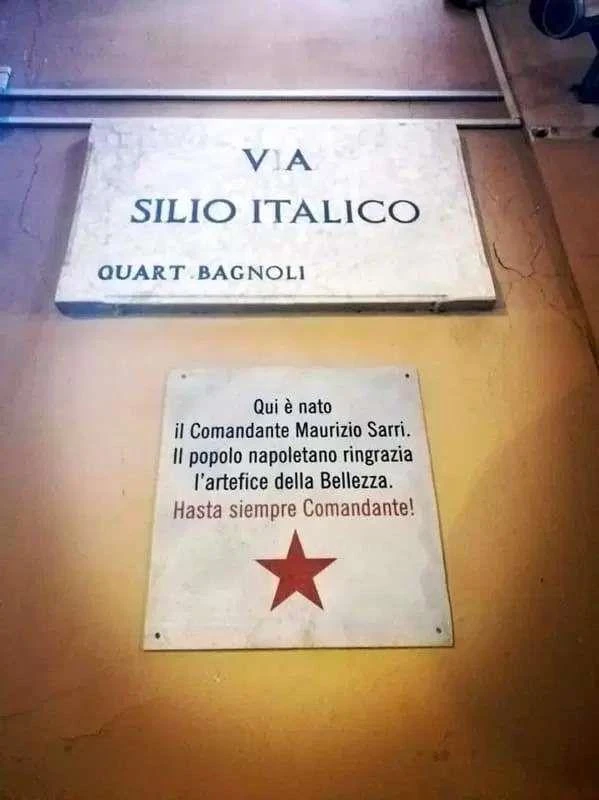 VIA
SILIO ITALICO
QUART. BAGNOLI
Qui è nato
il Comandante Maurizio Sarri.
Il popolo napoletano ringrazia
l'artefice della Bellezza.
Hasta siempre Comandante!